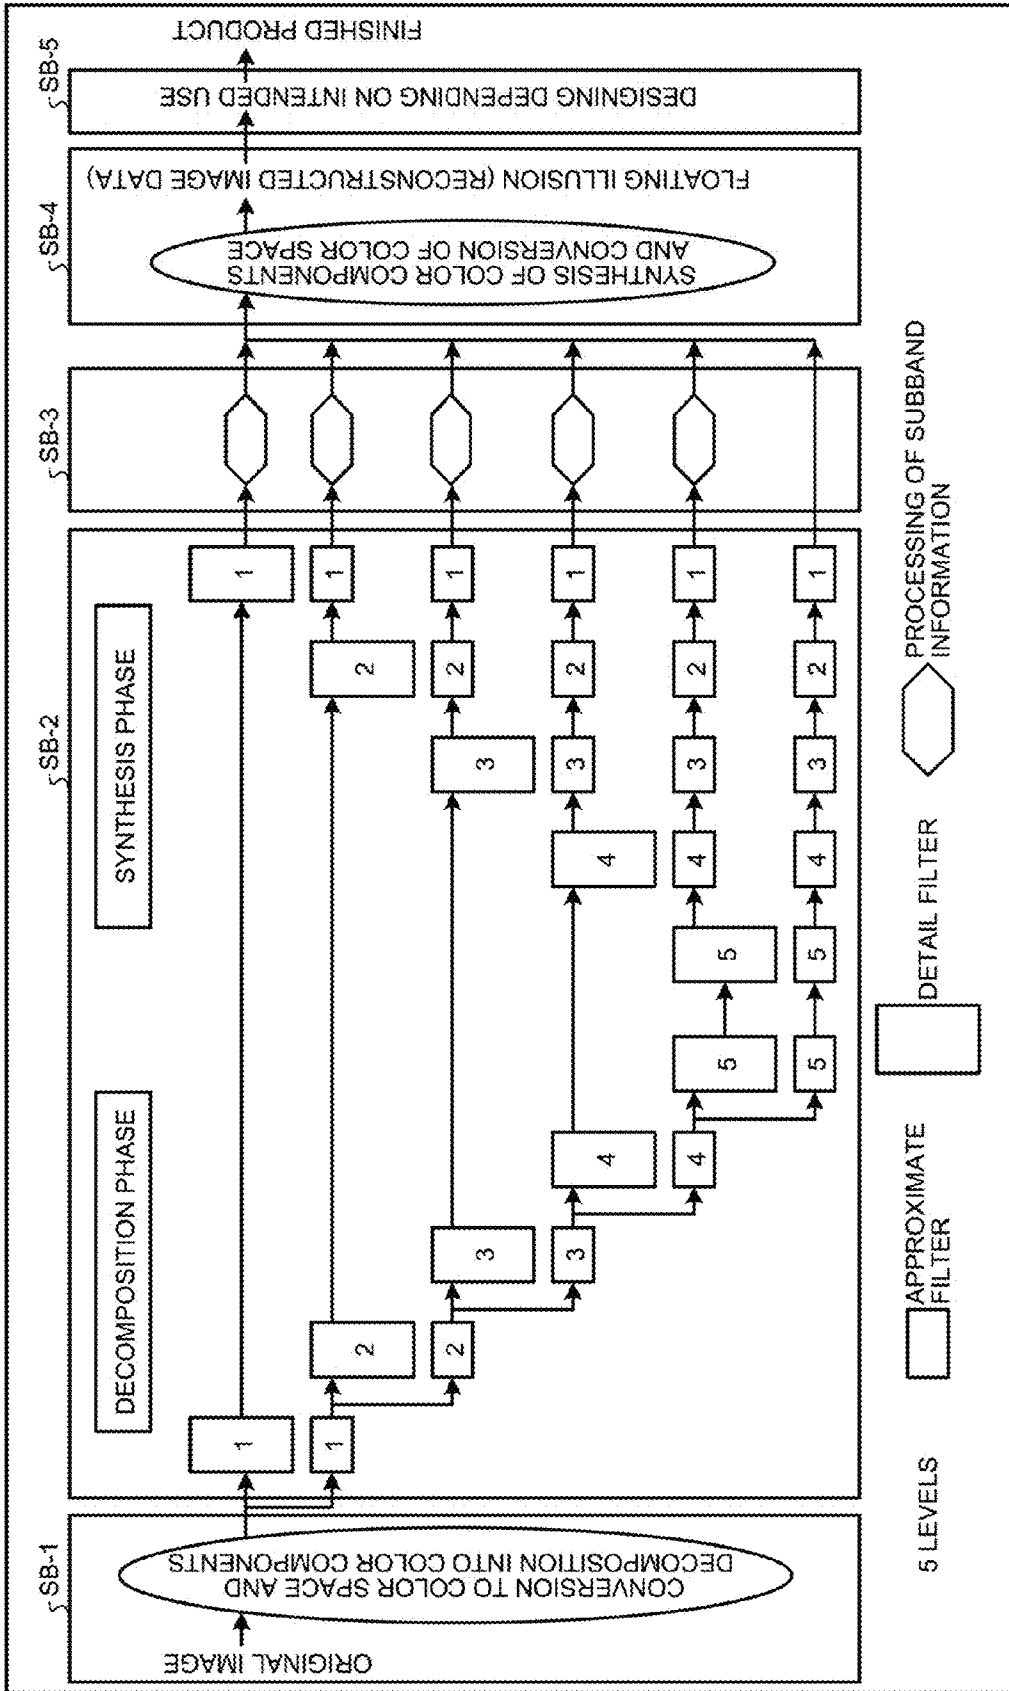 SB-1
SB-2
SB-3
SB-4
SB-5
ORIGINAL IMAGE
CONVERSION TO COLOR SPACE AND
DECOMPOSITION INTO COLOR COMPONENTS
DECOMPOSITION PHASE
SYNTHESIS PHASE
1 1
1 2 2 1
2 3 3 2 1
3 4 4 3 2 1
4 5 5 4 3 2 1
5 5 4 3 2 1
SYNTHESIS OF COLOR COMPONENTS
AND CONVERSION OF COLOR SPACE
FLOATING ILLUSION (RECONSTRUCTED IMAGE DATA)
DESIGNING DEPENDING ON INTENDED USE
FINISHED PRODUCT
5 LEVELS
APPROXIMATE
FILTER
DETAIL FILTER
PROCESSING OF SUBBAND
INFORMATION